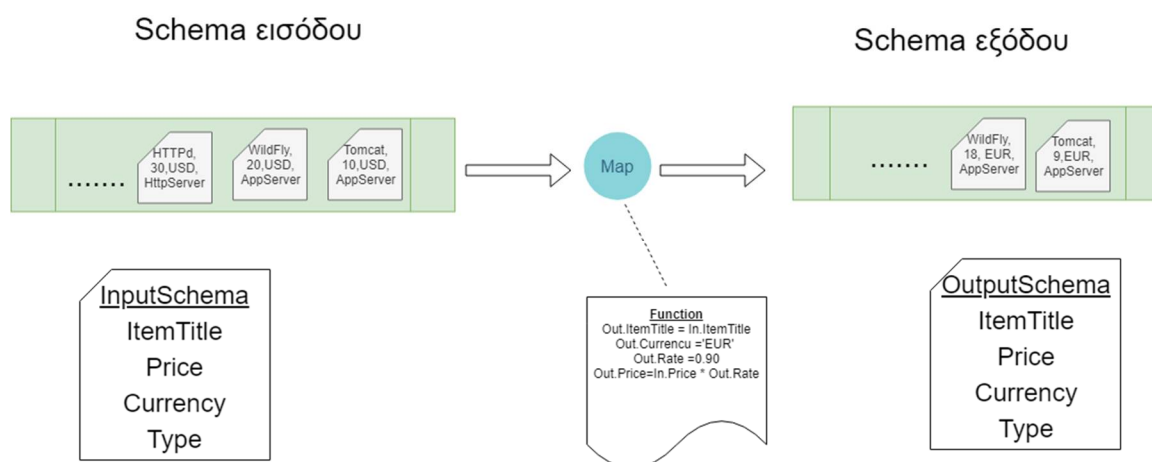 Schema εισόδου
Schema εξόδου
.......
HTTPd,
30,USD,
HttpServer
WildFly,
20,USD,
AppServer
Tomcat,
10,USD,
AppServer
Map
.......
WildFly,
18, EUR,
AppServer
Tomcat,
9,EUR,
AppServer
InputSchema
ItemTitle
Price
Currency
Type
Function
Out.ItemTitle = In.ItemTitle
Out.Currencu ='EUR'
Out.Rate =0.90
Out.Price=In.Price * Out.Rate
OutputSchema
ItemTitle
Price
Currency
Type